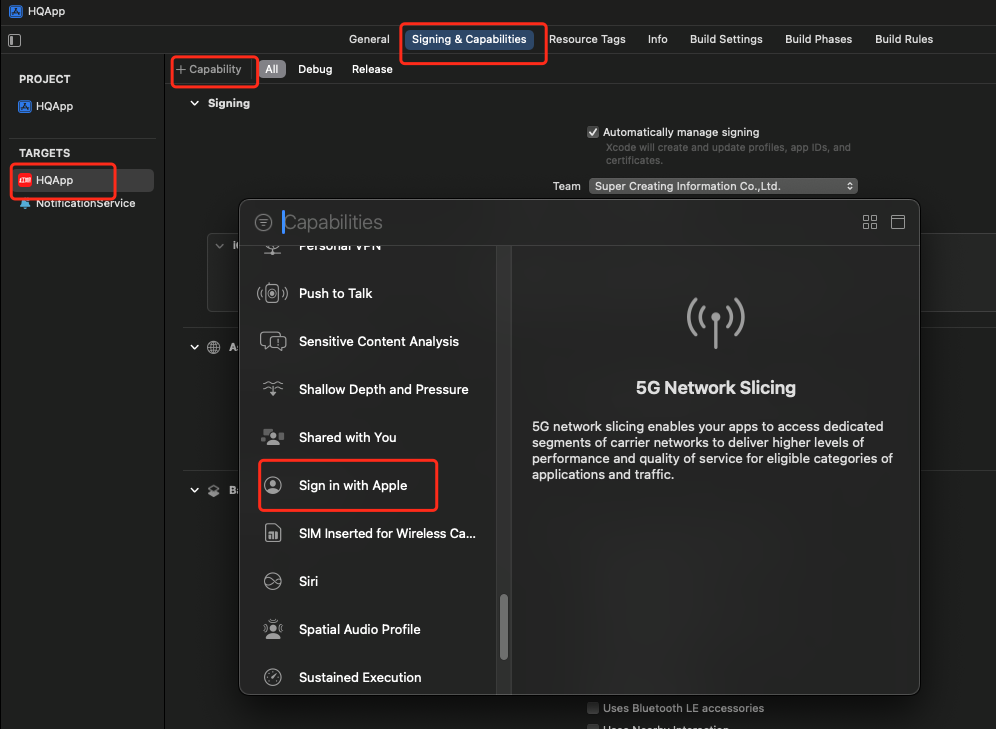 HQApp
General
Signing & Capabilities
Resource Tags
Info
Build Settings
Build Phases
Build Rules
PROJECT
HQApp
TARGETS
HQApp
NotificationService
+ Capability
All
Debug
Release
Signing
Automatically manage signing
Xcode will create and update profiles, app IDs, and
certificates.
Team
Super Creating Information Co.,Ltd.
Capabilities
Personal VPN
Push to Talk
Sensitive Content Analysis
Shallow Depth and Pressure
Shared with You
Sign in with Apple
SIM Inserted for Wireless Ca...
Siri
Spatial Audio Profile
Sustained Execution
5G Network Slicing
5G network slicing enables your apps to access dedicated
segments of carrier networks to deliver higher levels of
performance and quality of service for eligible categories of
applications and traffic.
Uses Bluetooth LE accessories
Uses Nearby Interaction